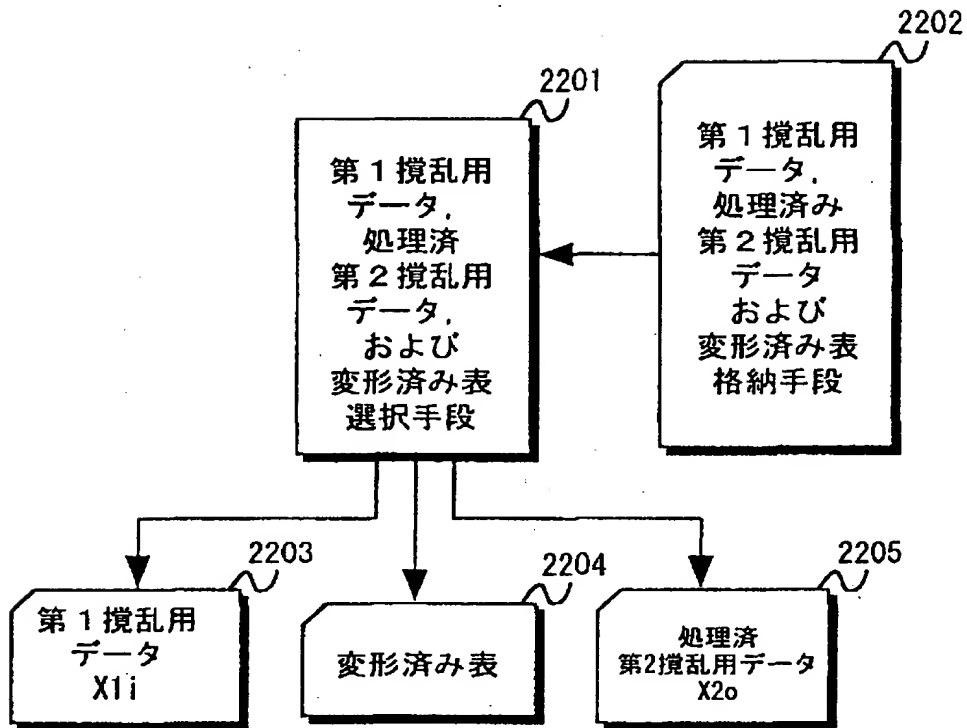 2201
第１撹乱用
データ,
処理済
第２撹乱用
データ,
および
変形済み表
選択手段
2202
第１撹乱用
データ,
処理済み
第２撹乱用
データ
および
変形済み表
格納手段
2203
第１撹乱用
データ
X1i
2204
変形済み表
2205
処理済
第2撹乱用データ
X2o